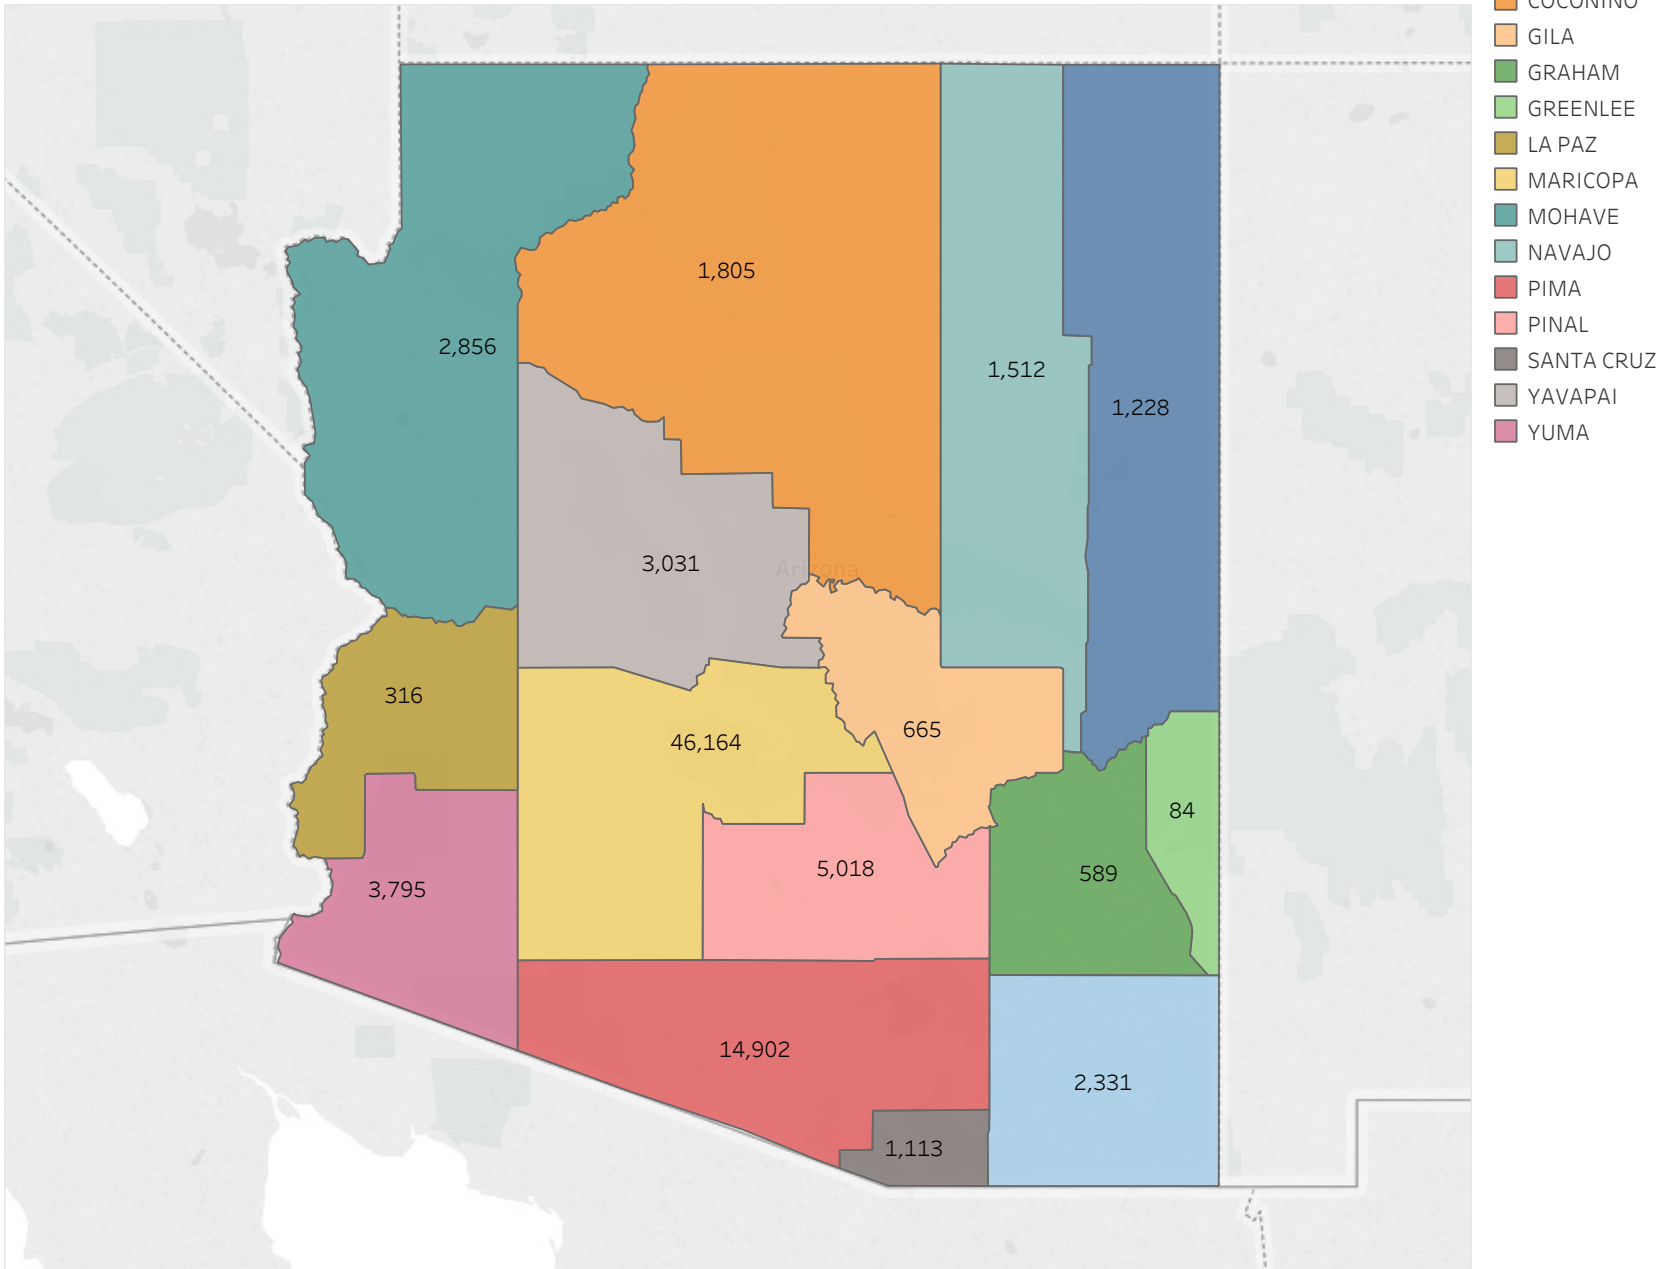 COCONINO
GILA
GRAHAM
GREENLEE
LA PAZ
MARICOPA
MOHAVE
NAVAJO
PIMA
PINAL
SANTA CRUZ
YAVAPAI
YUMA
1,805
2,856
1,512
1,228
3,031
Arizona
316
665
46,164
84
5,018
589
3,795
14,902
2,331
1,113